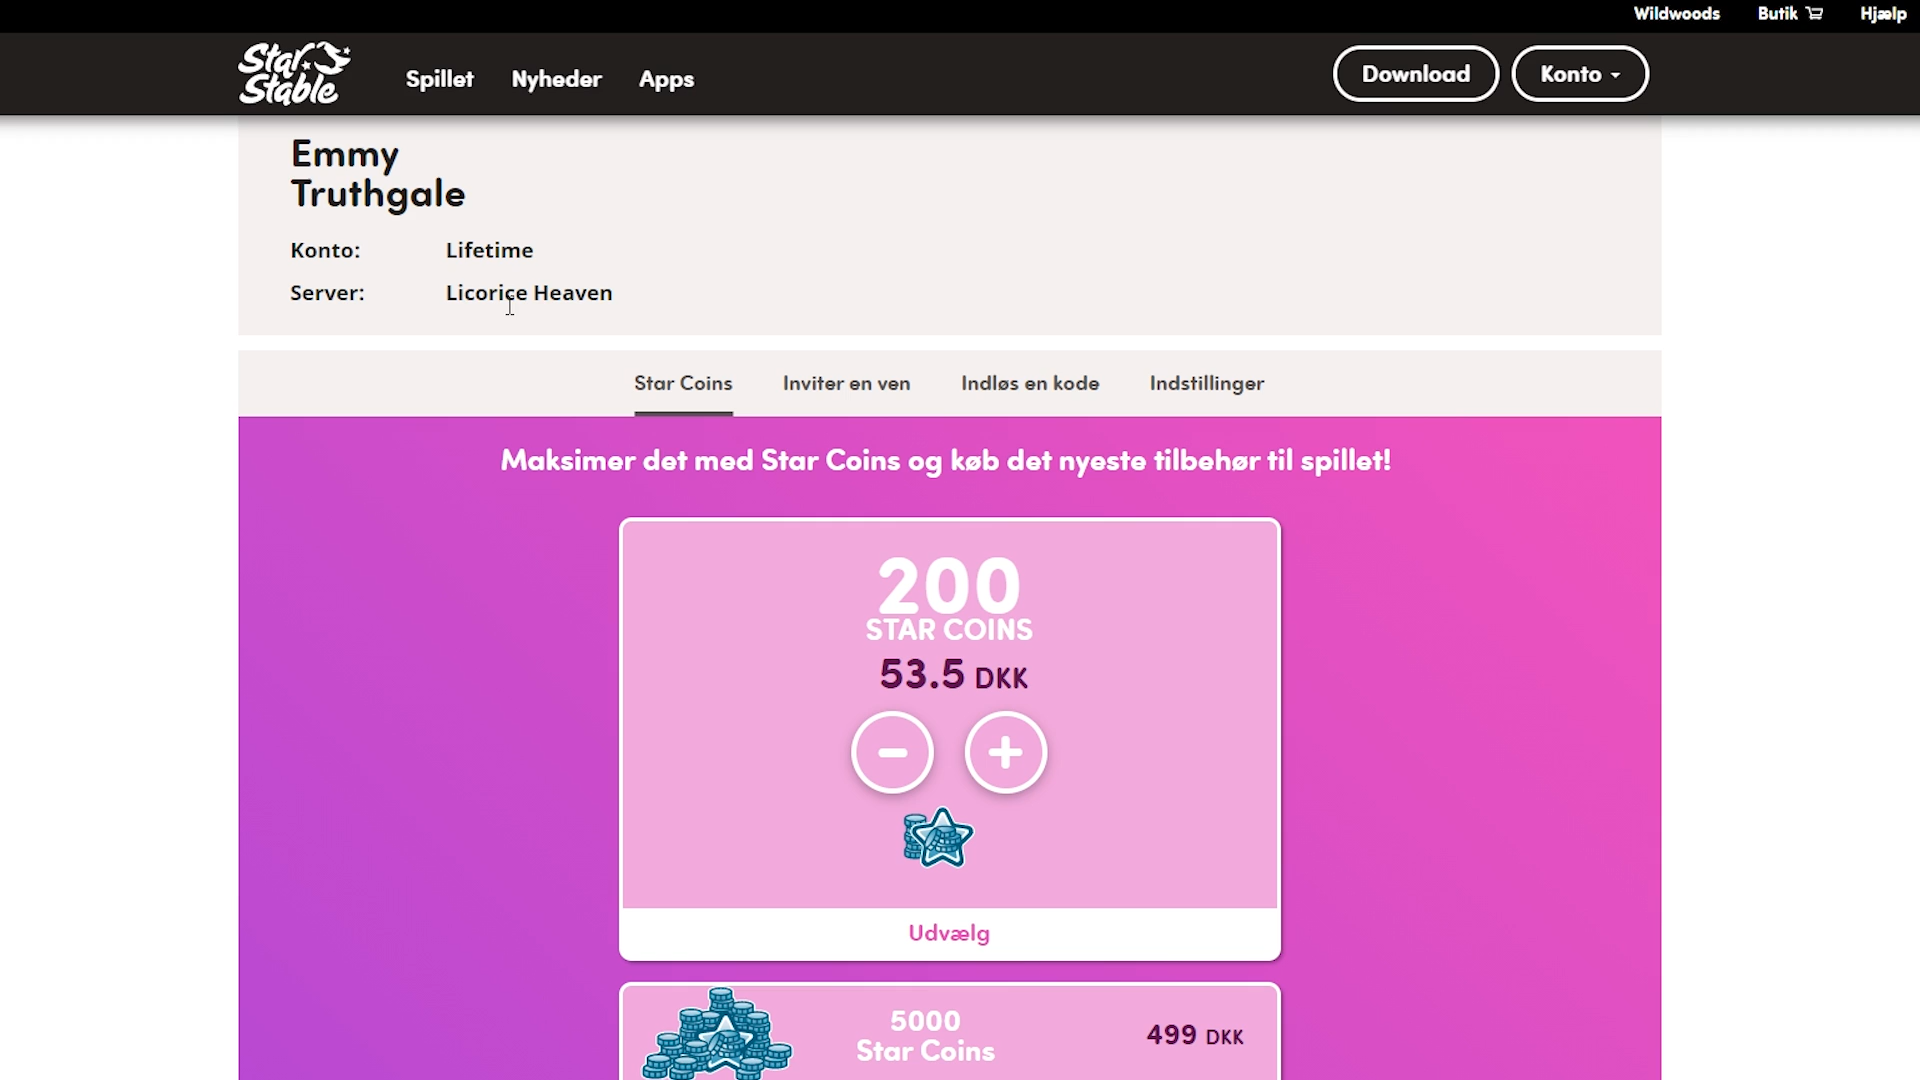 Wildwoods Butik Hjælp
Star Stable
Spillet Nyheder Apps
Download Konto
Emmy
Truthgale
Konto: Lifetime
Server: Licorice Heaven
Star Coins Inviter en ven Indløs en kode Indstillinger
Maksimer det med Star Coins og køb det nyeste tilbehør til spillet!
200
STAR COINS
53.5 DKK
Udvælg
5000
Star Coins
499 DKK